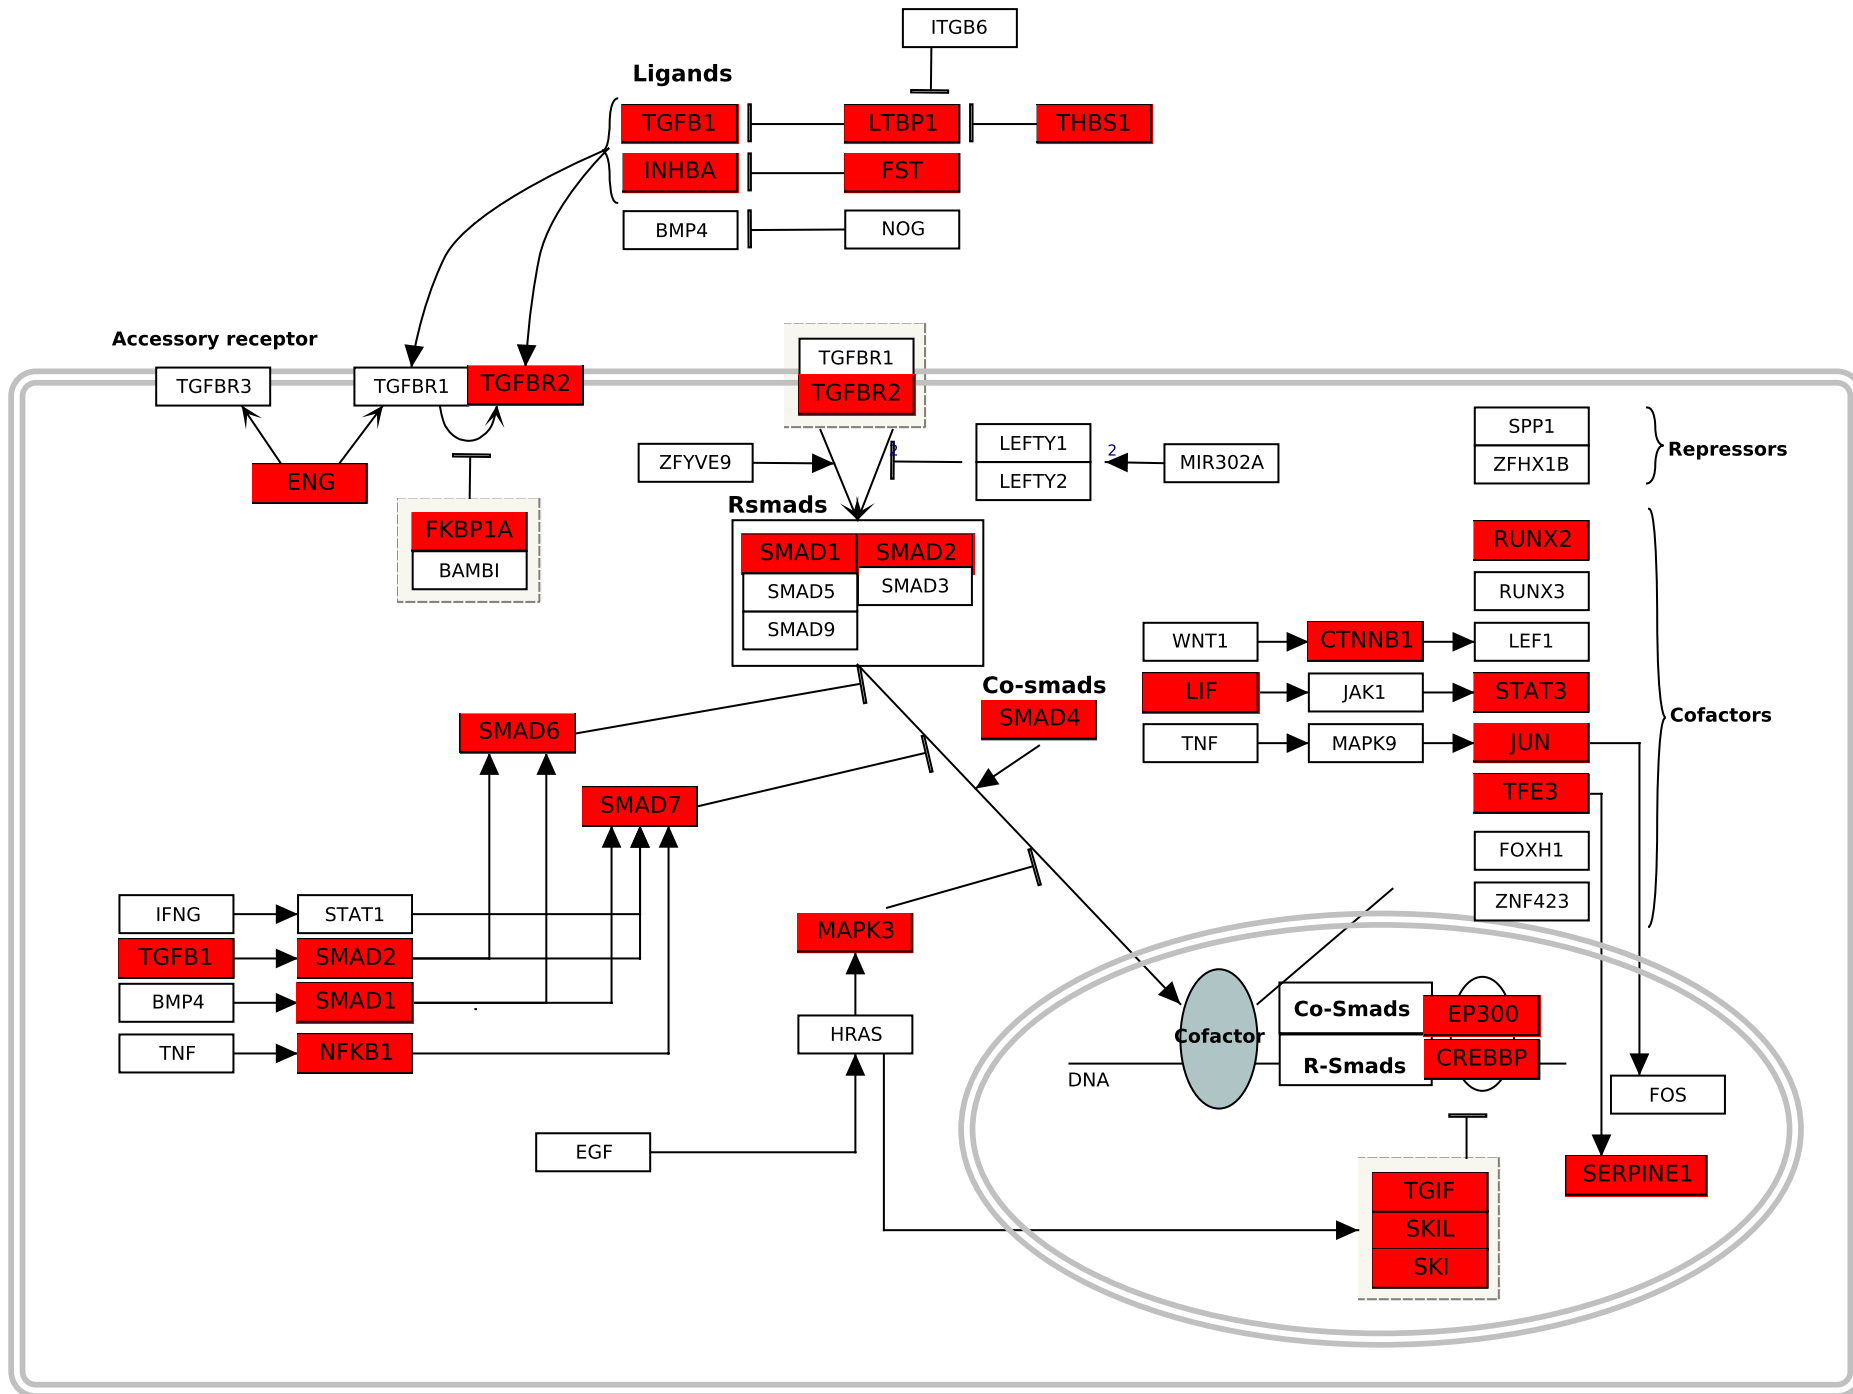 ITGB6
Ligands
TGFB1 LTBP1 THBS1
INHBA FST
BMP4 NOG
Accessory receptor
TGFBR3 TGFBR1 TGFBR2
TGFBR1
TGFBR2
ENG
FKBP1A
BAMBI
ZFYVE9
2
LEFTY1
LEFTY2
2
MIR302A
SPP1
ZFHX1B
Repressors
Rsmads
SMAD1 SMAD2
SMAD5 SMAD3
SMAD9
RUNX2
RUNX3
WNT1 CTNNB1 LEF1
LIF JAK1 STAT3
TNF MAPK9 JUN
TFE3
FOXH1
ZNF423
Cofactors
Co-smads
SMAD4
SMAD6
SMAD7
IFNG STAT1
TGFB1 SMAD2
BMP4 SMAD1
TNF NFKB1
MAPK3
HRAS
EGF
Cofactor
Co-Smads EP300
R-Smads CREBBP
DNA
FOS
SERPINE1
TGIF
SKIL
SKI